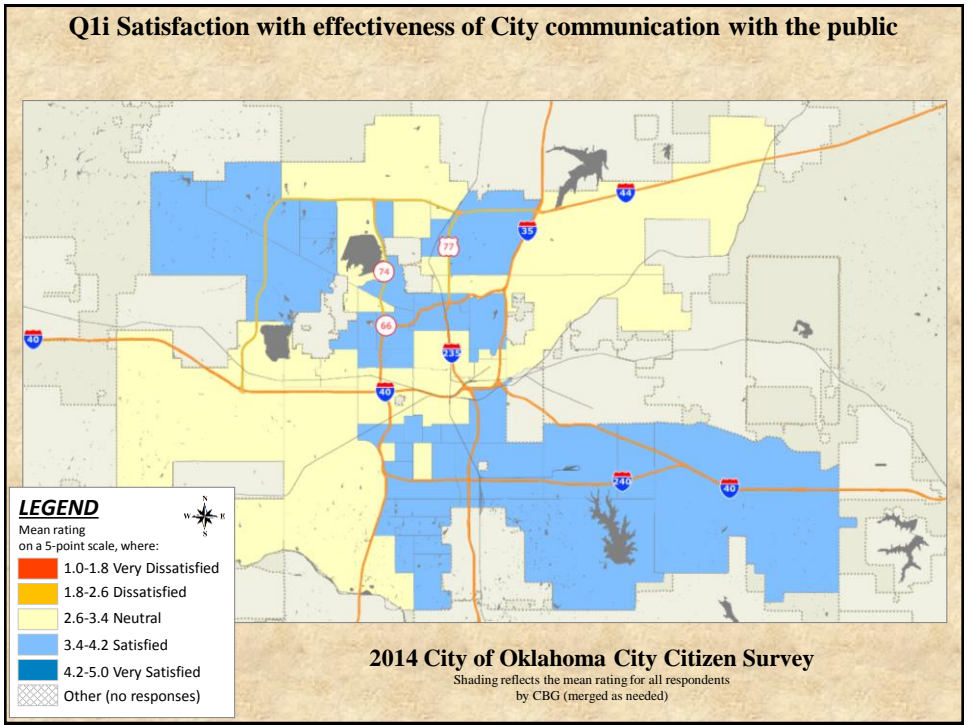 Q1i Satisfaction with effectiveness of City communication with the public
44
35
77
74
66
40
235
40
240
40
LEGEND
Mean rating
on a 5-point scale, where:
N
W E
S
1.0-1.8 Very Dissatisfied
1.8-2.6 Dissatisfied
2.6-3.4 Neutral
3.4-4.2 Satisfied
4.2-5.0 Very Satisfied
Other (no responses)
2014 City of Oklahoma City Citizen Survey
Shading reflects the mean rating for all respondents
by CBG (merged as needed)